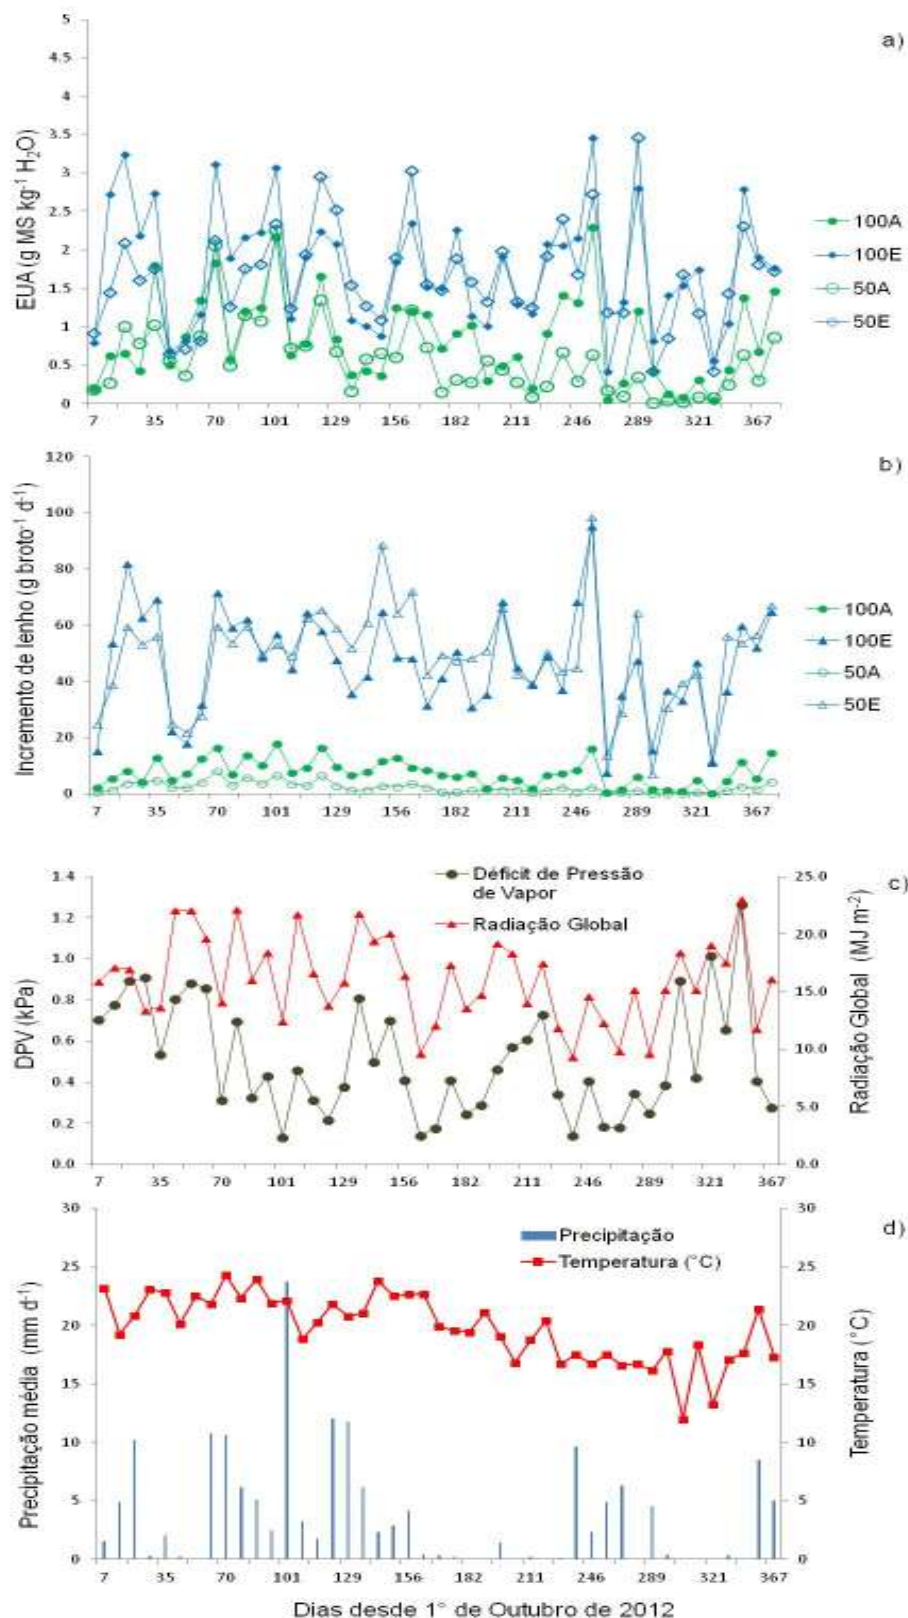 a)
EUA (g MS kg-1 H2O)
5
4.5
4
3.5
3
2.5
2
1.5
1
0.5
0
7 35 70 101 129 156 182 211 246 289 321 367
100A
100E
50A
50E
b)
Incremento de lenho (g broto-1 d-1)
120
100
80
60
40
20
0
7 35 70 101 129 156 182 211 246 289 321 367
100A
100E
50A
50E
c)
DPV (kPa)
1.4
1.2
1.0
0.8
0.6
0.4
0.2
0.0
Déficit de Pressão
de Vapor
Radiação Global
25.0
20.0
15.0
10.0
5.0
0.0
Radiação Global (MJ m-2)
7 35 70 101 129 156 182 211 246 289 321 367
d)
Precipitação média (mm d-1)
30
25
20
15
10
5
0
Precipitação
Temperatura (°C)
30
25
20
15
10
5
0
Temperatura (°C)
7 35 70 101 129 156 182 211 246 289 321 367
Dias desde 1° de Outubro de 2012